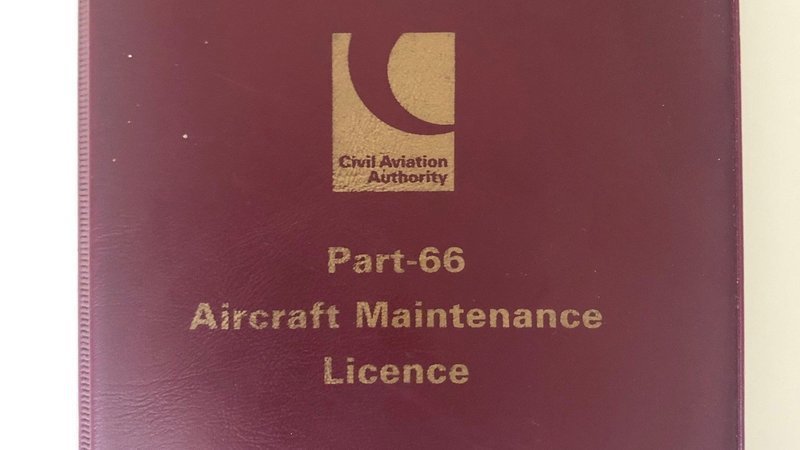 Civil Aviation
Authority
Part-66
Aircraft Maintenance
Licence